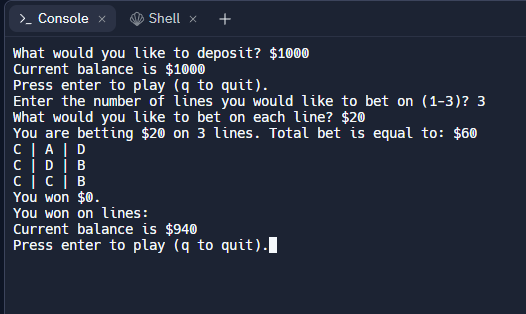 Console × Shell × +
What would you like to deposit? $1000
Current balance is $1000
Press enter to play (q to quit).
Enter the number of lines you would like to bet on (1-3)? 3
What would you like to bet on each line? $20
You are betting $20 on 3 lines. Total bet is equal to: $60
C | A | D
C | D | B
C | C | B
You won $0.
You won on lines:
Current balance is $940
Press enter to play (q to quit).